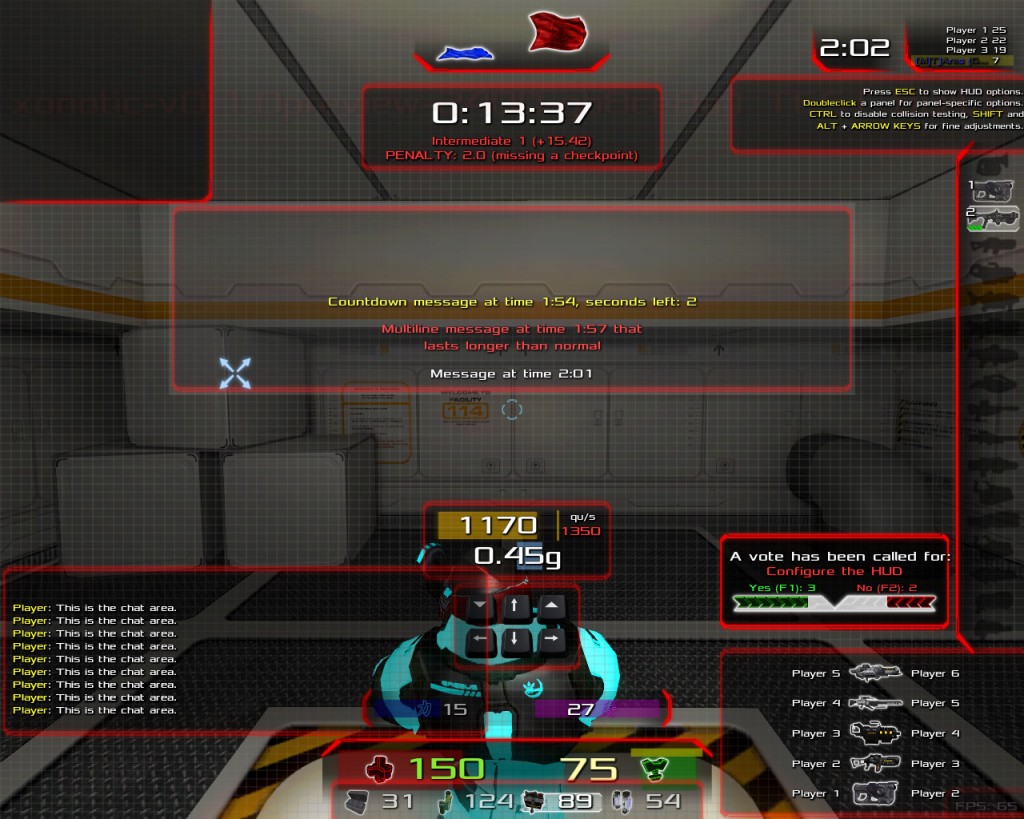 2:02
Player 1 25
Player 2 22
Player 3 19
7
0:13:37
Intermediate 1 (+15.42)
PENALTY: 2.0 (missing a checkpoint)
Press ESC to show HUD options.
Doubleclick a panel for panel-specific options.
CTRL to disable collision testing, SHIFT and
ALT + ARROW KEYS for fine adjustments.
1
2
Countdown message at time 1:54, seconds left: 2
Multiline message at time 1:57 that
lasts longer than normal
Message at time 2:01
WELCOME TO
FACILITY
114
1170 qu/s
1350
0.45g
A vote has been called for:
Configure the HUD
Yes (F1): 3 No (F2): 2
Player: This is the chat area.
Player: This is the chat area.
Player: This is the chat area.
Player: This is the chat area.
Player: This is the chat area.
Player: This is the chat area.
Player: This is the chat area.
Player: This is the chat area.
Player: This is the chat area.
Player 5 Player 6
Player 4 Player 5
Player 3 Player 4
Player 2 Player 3
Player 1 Player 2
15 27
150 75
31 124 89 54
FPS: 65